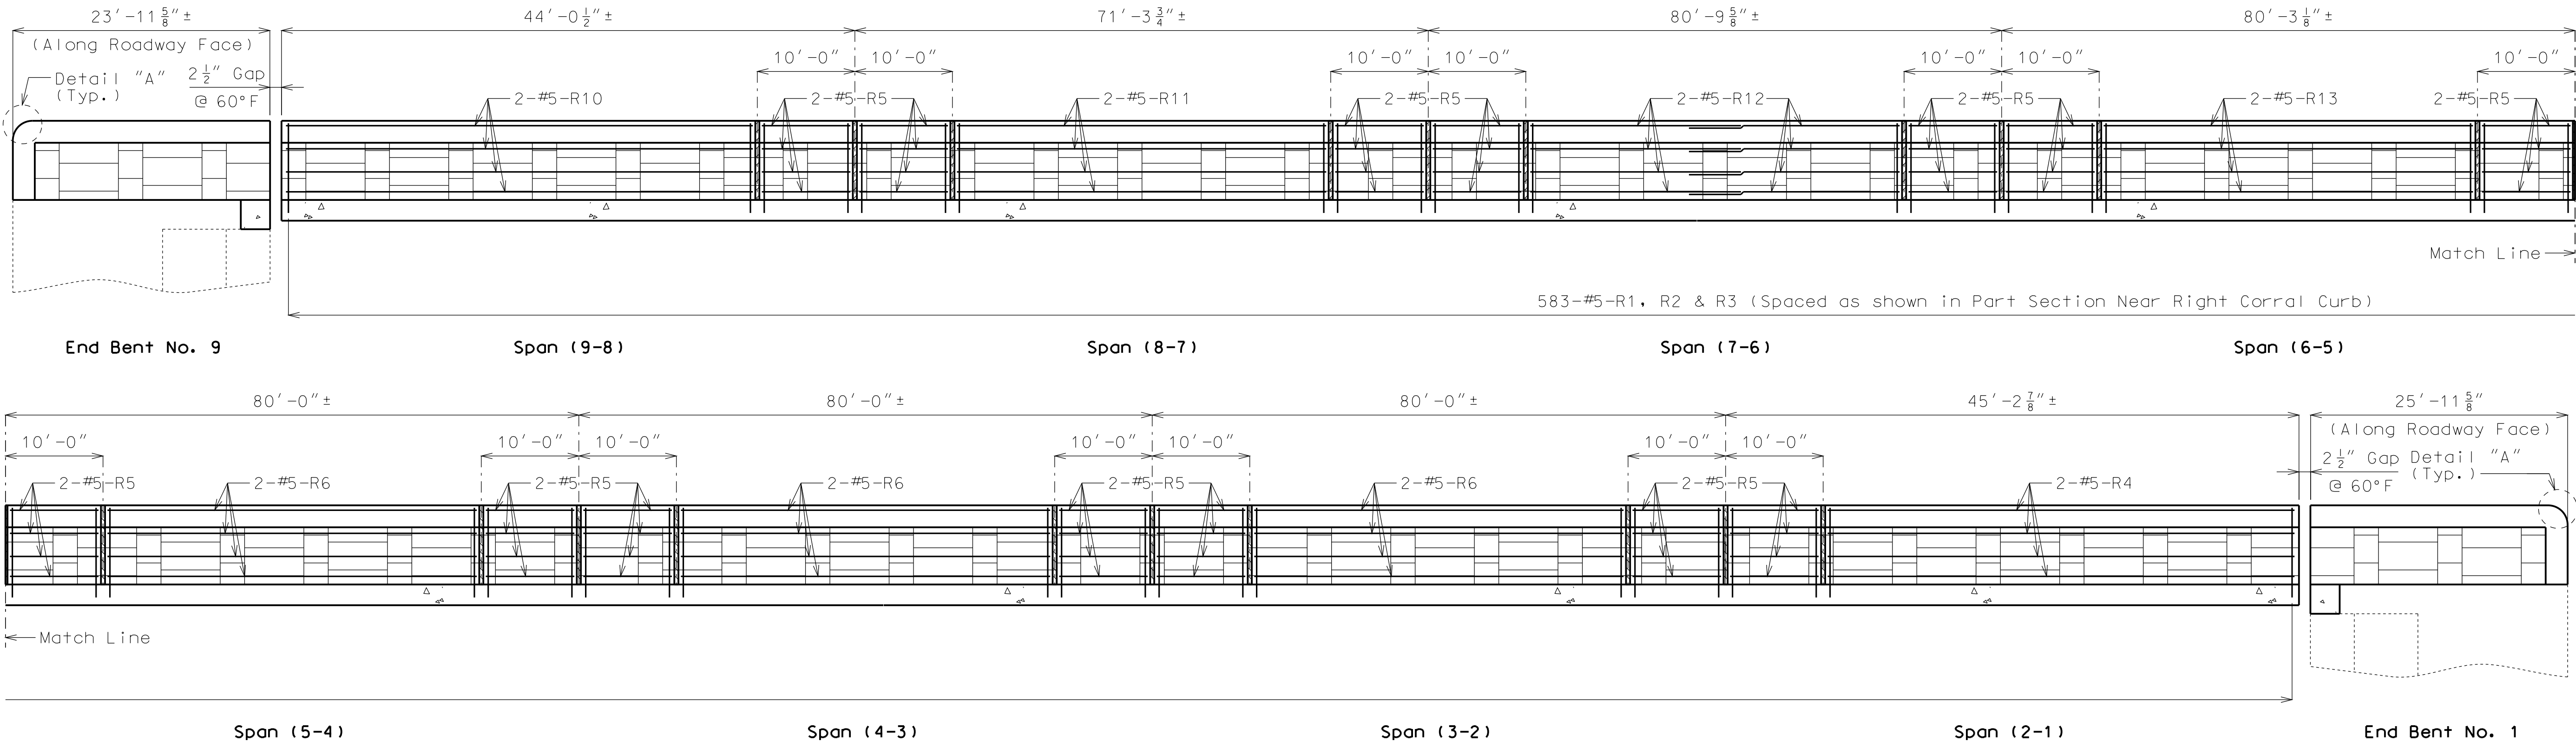 23'-11 5/8"± 44'-0 1/2"± 71'-3 3/4"± 80'-9 5/8"± 80'-3 1/8"±
(Along Roadway Face)
10'-0" 10'-0" 10'-0" 10'-0" 10'-0" 10'-0" 10'-0"
Detail "A"
(Typ.)
2 1/2" Gap
@ 60°F
2-#5-R10 2-#5-R5 2-#5-R11 2-#5-R5 2-#5-R12 2-#5-R5 2-#5-R13 2-#5-R5
Match Line
583-#5-R1, R2 & R3 (Spaced as shown in Part Section Near Right Corral Curb)
End Bent No. 9 Span (9-8) Span (8-7) Span (7-6) Span (6-5)
80'-0"± 80'-0"± 80'-0"± 45'-2 7/8"± 25'-11 5/8"
(Along Roadway Face)
10'-0" 10'-0" 10'-0" 10'-0" 10'-0" 10'-0" 10'-0"
2 1/2" Gap
@ 60°F
Detail "A"
(Typ.)
2-#5-R5 2-#5-R6 2-#5-R5 2-#5-R6 2-#5-R5 2-#5-R6 2-#5-R5 2-#5-R4
Match Line
Span (5-4) Span (4-3) Span (3-2) Span (2-1) End Bent No. 1